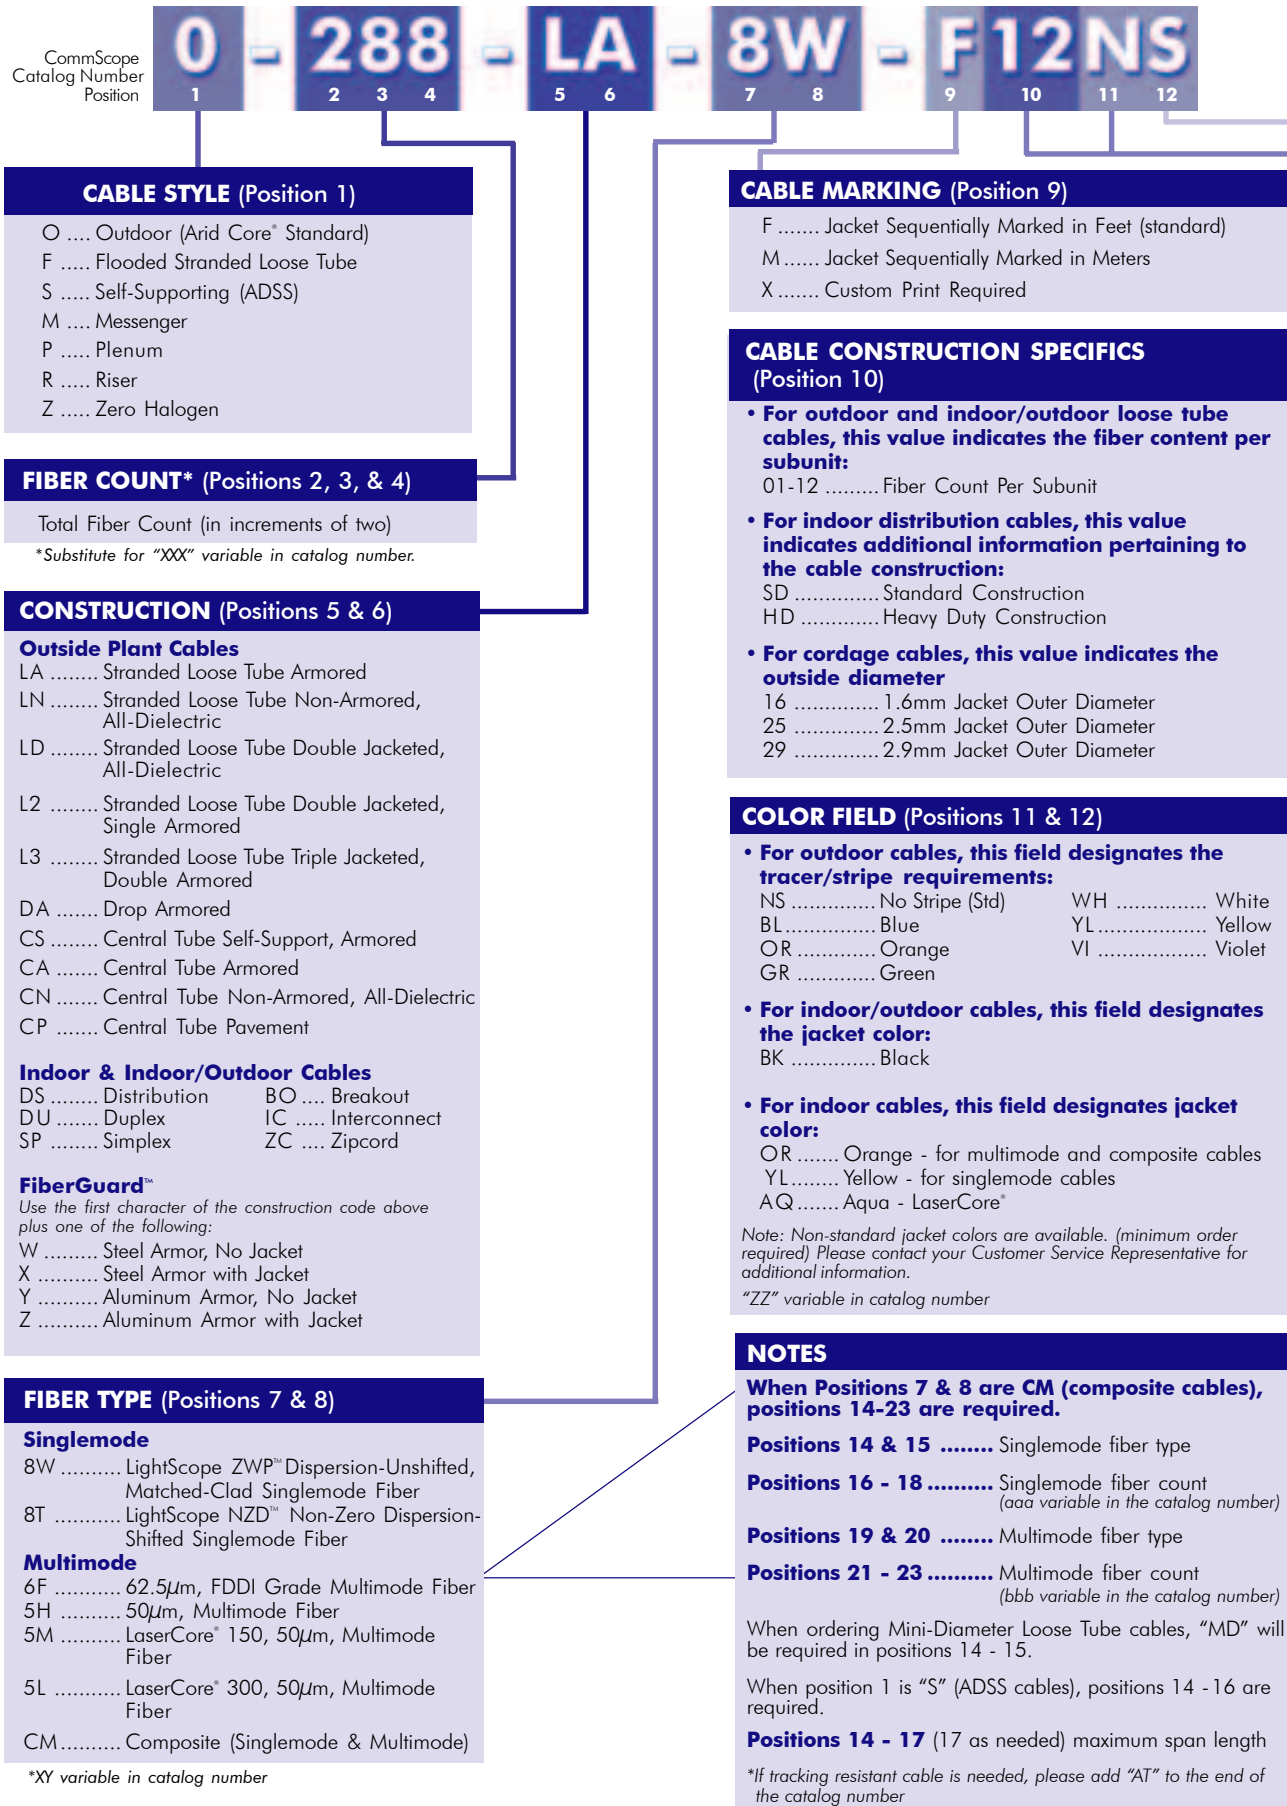 CommScope
Catalog Number
Position
0 - 288 - LA - 8W - F12NS
1 2 3 4 5 6 7 8 9 10 11 12
CABLE STYLE (Position 1)
O .... Outdoor (Arid Core® Standard)
F ..... Flooded Stranded Loose Tube
S ..... Self-Supporting (ADSS)
M .... Messenger
P ..... Plenum
R ..... Riser
Z ..... Zero Halogen
FIBER COUNT* (Positions 2, 3, & 4)
Total Fiber Count (in increments of two)
*Substitute for “XXX” variable in catalog number.
CONSTRUCTION (Positions 5 & 6)
Outside Plant Cables
LA ........ Stranded Loose Tube Armored
LN ........ Stranded Loose Tube Non-Armored,
All-Dielectric
LD ........ Stranded Loose Tube Double Jacketed,
All-Dielectric
L2 ........ Stranded Loose Tube Double Jacketed,
Single Armored
L3 ........ Stranded Loose Tube Triple Jacketed,
Double Armored
DA ....... Drop Armored
CS ........ Central Tube Self-Support, Armored
CA ....... Central Tube Armored
CN ....... Central Tube Non-Armored, All-Dielectric
CP ....... Central Tube Pavement
Indoor & Indoor/Outdoor Cables
DS ........ Distribution BO .... Breakout
DU ....... Duplex IC ..... Interconnect
SP ........ Simplex ZC .... Zipcord
FiberGuard™
Use the first character of the construction code above
plus one of the following:
W ......... Steel Armor, No Jacket
X .......... Steel Armor with Jacket
Y .......... Aluminum Armor, No Jacket
Z .......... Aluminum Armor with Jacket
FIBER TYPE (Positions 7 & 8)
Singlemode
8W .......... LightScope ZWP™ Dispersion-Unshifted,
Matched-Clad Singlemode Fiber
8T ........... LightScope NZD™ Non-Zero Dispersion-
Shifted Singlemode Fiber
Multimode
6F ........... 62.5µm, FDDI Grade Multimode Fiber
5H .......... 50µm, Multimode Fiber
5M .......... LaserCore® 150, 50µm, Multimode
Fiber
5L ........... LaserCore® 300, 50µm, Multimode
Fiber
CM .......... Composite (Singlemode & Multimode)
*XY variable in catalog number
CABLE MARKING (Position 9)
F ....... Jacket Sequentially Marked in Feet (standard)
M ...... Jacket Sequentially Marked in Meters
X ....... Custom Print Required
CABLE CONSTRUCTION SPECIFICS
(Position 10)
• For outdoor and indoor/outdoor loose tube
cables, this value indicates the fiber content per
subunit:
01-12 ......... Fiber Count Per Subunit
• For indoor distribution cables, this value
indicates additional information pertaining to
the cable construction:
SD .............. Standard Construction
HD ............. Heavy Duty Construction
• For cordage cables, this value indicates the
outside diameter
16 .............. 1.6mm Jacket Outer Diameter
25 .............. 2.5mm Jacket Outer Diameter
29 .............. 2.9mm Jacket Outer Diameter
COLOR FIELD (Positions 11 & 12)
• For outdoor cables, this field designates the
tracer/stripe requirements:
NS .............. No Stripe (Std) WH ............... White
BL ............... Blue YL .................. Yellow
OR ............. Orange VI .................. Violet
GR ............. Green
• For indoor/outdoor cables, this field designates
the jacket color:
BK .............. Black
• For indoor cables, this field designates jacket
color:
OR ....... Orange - for multimode and composite cables
YL ........ Yellow - for singlemode cables
AQ ....... Aqua - LaserCore®
Note: Non-standard jacket colors are available. (minimum order
required) Please contact your Customer Service Representative for
additional information.
“ZZ” variable in catalog number
NOTES
When Positions 7 & 8 are CM (composite cables),
positions 14-23 are required.
Positions 14 & 15 ........ Singlemode fiber type
Positions 16 - 18 .......... Singlemode fiber count
(aaa variable in the catalog number)
Positions 19 & 20 ........ Multimode fiber type
Positions 21 - 23 .......... Multimode fiber count
(bbb variable in the catalog number)
When ordering Mini-Diameter Loose Tube cables, “MD” will
be required in positions 14 - 15.
When position 1 is “S” (ADSS cables), positions 14 -16 are
required.
Positions 14 - 17 (17 as needed) maximum span length
*If tracking resistant cable is needed, please add “AT” to the end of
the catalog number